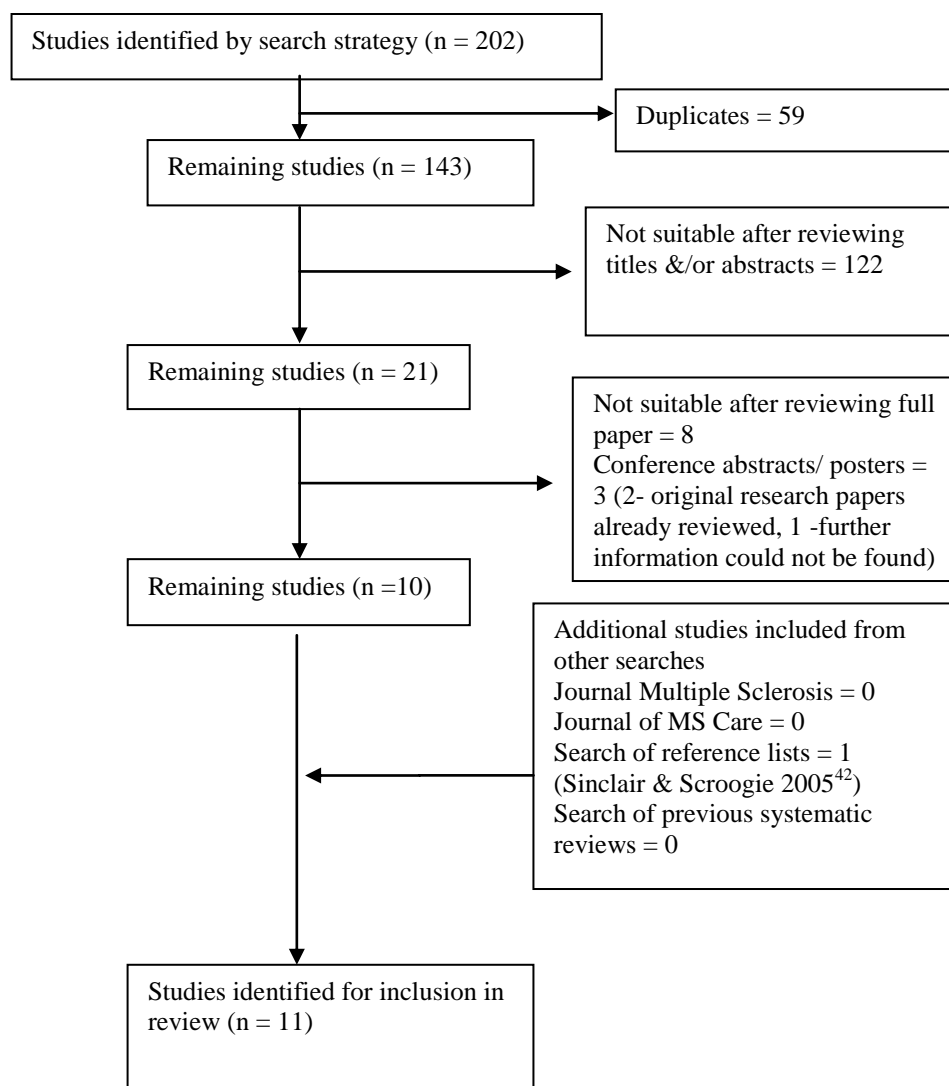 Studies identified by search strategy (n = 202)
Duplicates = 59
Remaining studies (n = 143)
Not suitable after reviewing
titles &/or abstracts = 122
Remaining studies (n = 21)
Not suitable after reviewing full
paper = 8
Conference abstracts/ posters =
3 (2- original research papers
already reviewed, 1 -further
information could not be found)
Remaining studies (n =10)
Additional studies included from
other searches
Journal Multiple Sclerosis = 0
Journal of MS Care = 0
Search of reference lists = 1
(Sinclair & Scroogie 2005⁴²)
Search of previous systematic
reviews = 0
Studies identified for inclusion in
review (n = 11)